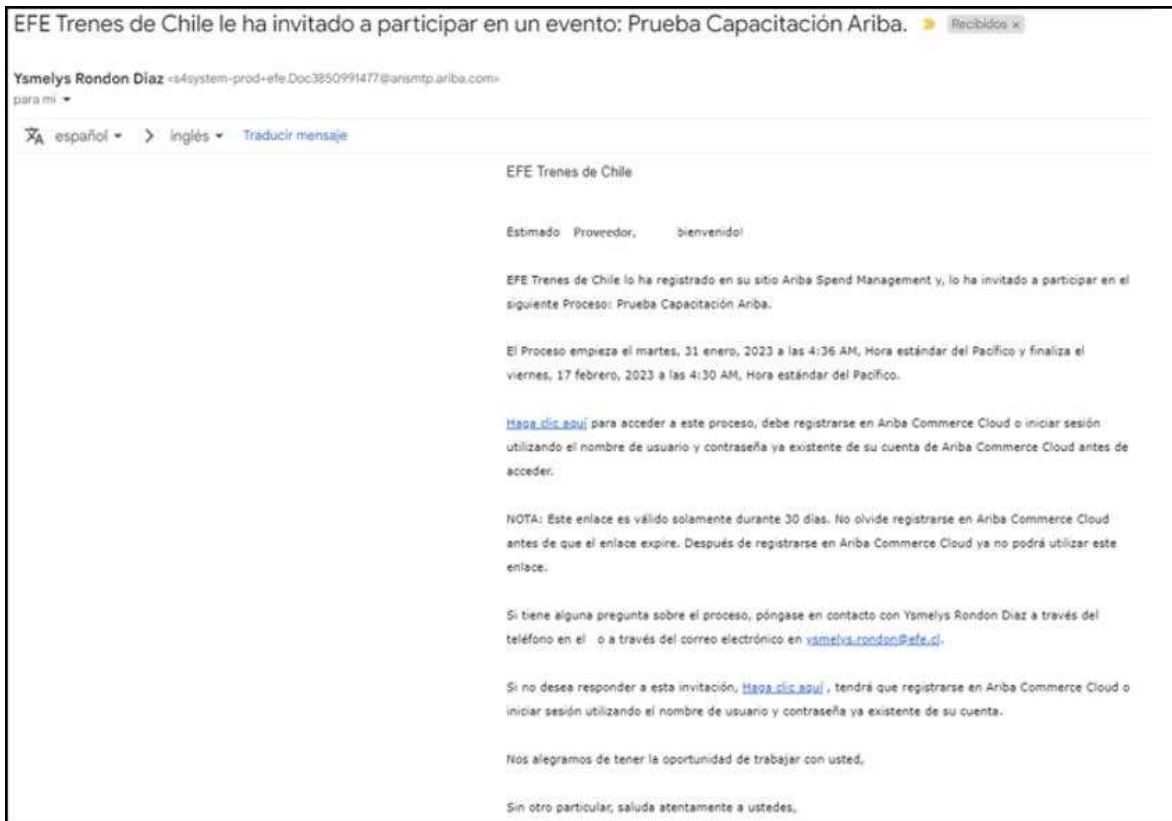 EFE Trenes de Chile le ha invitado a participar en un evento: Prueba Capacitación Ariba. Recibidos x
Ysmelys Rondon Diaz <s4system-prod+efe.Doc3850991477@ansmtp.ariba.com>
para mi
español > inglés Traducir mensaje
EFE Trenes de Chile
Estimado Proveedor, bienvenido!
EFE Trenes de Chile lo ha registrado en su sitio Ariba Spend Management y, lo ha invitado a participar en el
siguiente Proceso: Prueba Capacitación Ariba.
El Proceso empieza el martes, 31 enero, 2023 a las 4:36 AM, Hora estándar del Pacífico y finaliza el
viernes, 17 febrero, 2023 a las 4:30 AM, Hora estándar del Pacífico.
Haga clic aquí para acceder a este proceso, debe registrarse en Ariba Commerce Cloud o iniciar sesión
utilizando el nombre de usuario y contraseña ya existente de su cuenta de Ariba Commerce Cloud antes de
acceder.
NOTA: Este enlace es válido solamente durante 30 días. No olvide registrarse en Ariba Commerce Cloud
antes de que el enlace expire. Después de registrarse en Ariba Commerce Cloud ya no podrá utilizar este
enlace.
Si tiene alguna pregunta sobre el proceso, póngase en contacto con Ysmelys Rondon Diaz a través del
teléfono en el o a través del correo electrónico en ysmelys.rondon@efe.cl.
Si no desea responder a esta invitación, Haga clic aquí , tendrá que registrarse en Ariba Commerce Cloud o
iniciar sesión utilizando el nombre de usuario y contraseña ya existente de su cuenta.
Nos alegramos de tener la oportunidad de trabajar con usted,
Sin otro particular, saluda atentamente a ustedes,